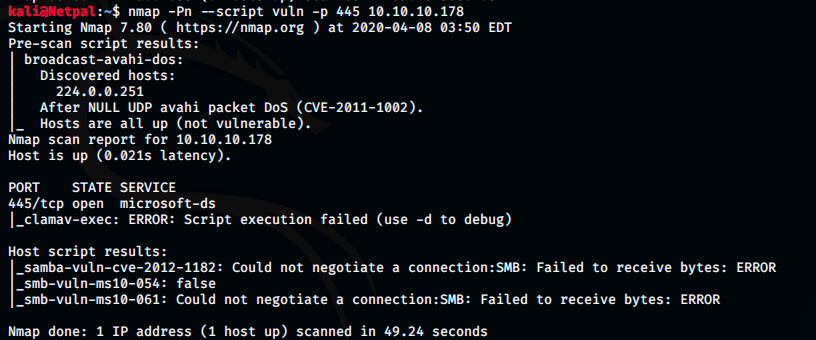 kali@Netpal:~$ nmap -Pn --script vuln -p 445 10.10.10.178
Starting Nmap 7.80 ( https://nmap.org ) at 2020-04-08 03:50 EDT
Pre-scan script results:
| broadcast-avahi-dos:
|   Discovered hosts:
|     224.0.0.251
|   After NULL UDP avahi packet DoS (CVE-2011-1002).
|_  Hosts are all up (not vulnerable).
Nmap scan report for 10.10.10.178
Host is up (0.021s latency).
PORT    STATE SERVICE
445/tcp open  microsoft-ds
|_clamav-exec: ERROR: Script execution failed (use -d to debug)
Host script results:
|_samba-vuln-cve-2012-1182: Could not negotiate a connection:SMB: Failed to receive bytes: ERROR
|_smb-vuln-ms10-054: false
|_smb-vuln-ms10-061: Could not negotiate a connection:SMB: Failed to receive bytes: ERROR
Nmap done: 1 IP address (1 host up) scanned in 49.24 seconds